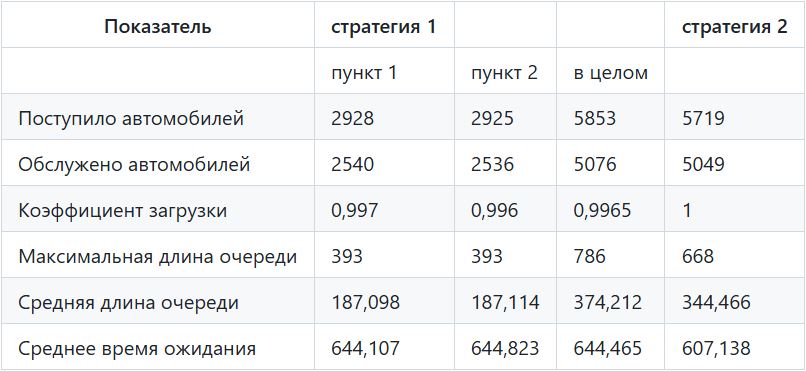 Показатель стратегия 1 стратегия 2
пункт 1 пункт 2 в целом
Поступило автомобилей 2928 2925 5853 5719
Обслужено автомобилей 2540 2536 5076 5049
Коэффициент загрузки 0,997 0,996 0,9965 1
Максимальная длина очереди 393 393 786 668
Средняя длина очереди 187,098 187,114 374,212 344,466
Среднее время ожидания 644,107 644,823 644,465 607,138